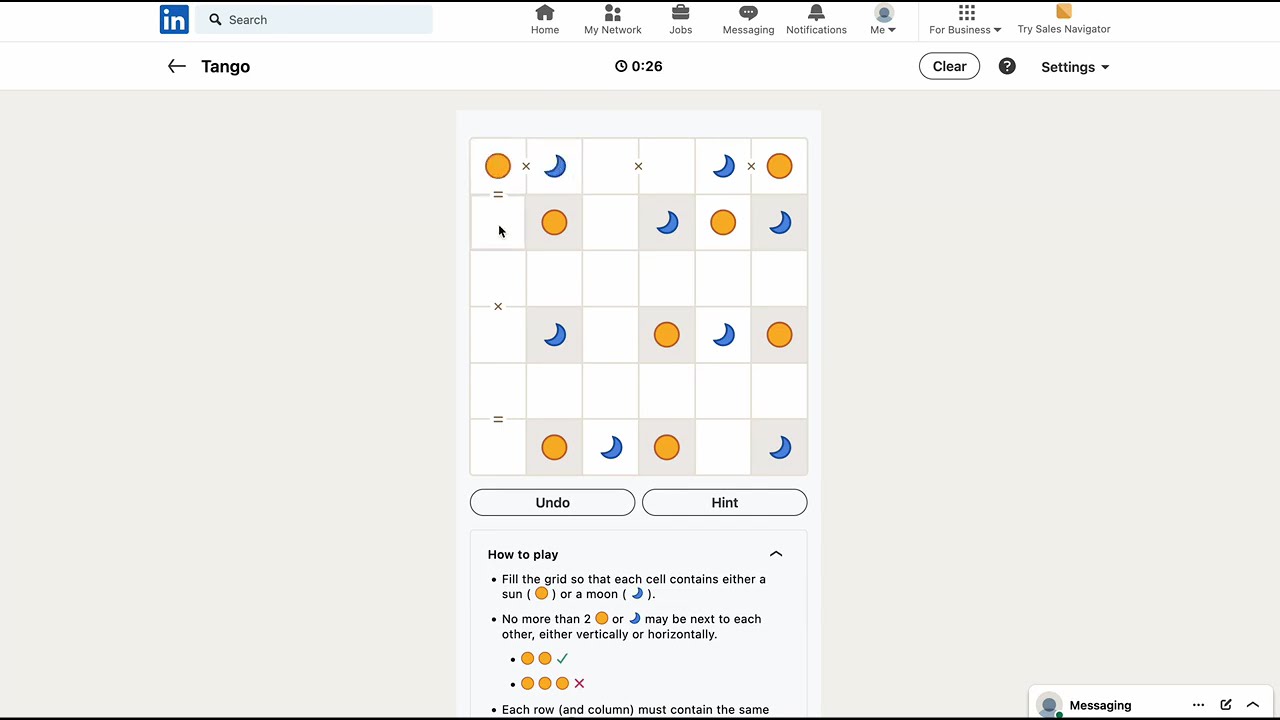 in
Search
Home
My Network
Jobs
Messaging
Notifications
Me
For Business
Try Sales Navigator
Tango
0:26
Clear
?
Settings
×
×
×
=
×
=
Undo
Hint
How to play
• Fill the grid so that each cell contains either a
sun ( ) or a moon ( ).
• No more than 2 or may be next to each
other, either vertically or horizontally.
• Each row (and column) must contain the same
Messaging